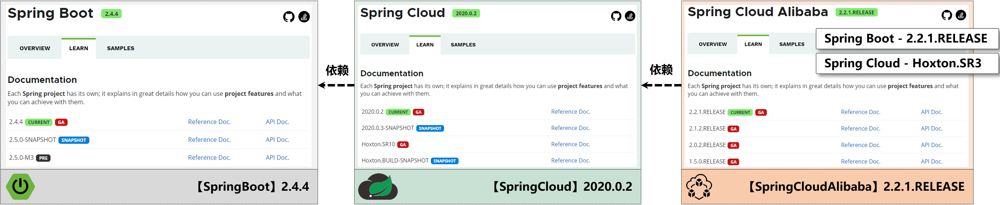 Spring Boot 2.4.4
OVERVIEW LEARN SAMPLES
Documentation
Each Spring project has its own; it explains in great details how you can use project features and what
you can achieve with them.
2.4.4 CURRENT GA Reference Doc. API Doc.
2.5.0-SNAPSHOT SNAPSHOT Reference Doc. API Doc.
2.5.0-M3 PRE Reference Doc. API Doc.
【SpringBoot】2.4.4
依赖
Spring Cloud 2020.0.2
OVERVIEW LEARN SAMPLES
Documentation
Each Spring project has its own; it explains in great details how you can use project features and what
you can achieve with them.
2020.0.2 CURRENT GA Reference Doc.
2020.0.3-SNAPSHOT SNAPSHOT Reference Doc.
Hoxton.SR10 GA Reference Doc.
Hoxton.BUILD-SNAPSHOT SNAPSHOT Reference Doc.
【SpringCloud】2020.0.2
依赖
Spring Cloud Alibaba 2.2.1.RELEASE
OVERVIEW LEARN SAMPLES
Spring Boot - 2.2.1.RELEASE
Spring Cloud - Hoxton.SR3
Documentation
Each Spring project has its own; it explains in great details how you can use project features and what
you can achieve with them.
2.2.1.RELEASE CURRENT GA Reference Doc. API Doc.
2.1.2.RELEASE GA Reference Doc. API Doc.
2.0.2.RELEASE GA Reference Doc. API Doc.
1.5.0.RELEASE GA Reference Doc. API Doc.
【SpringCloudAlibaba】2.2.1.RELEASE